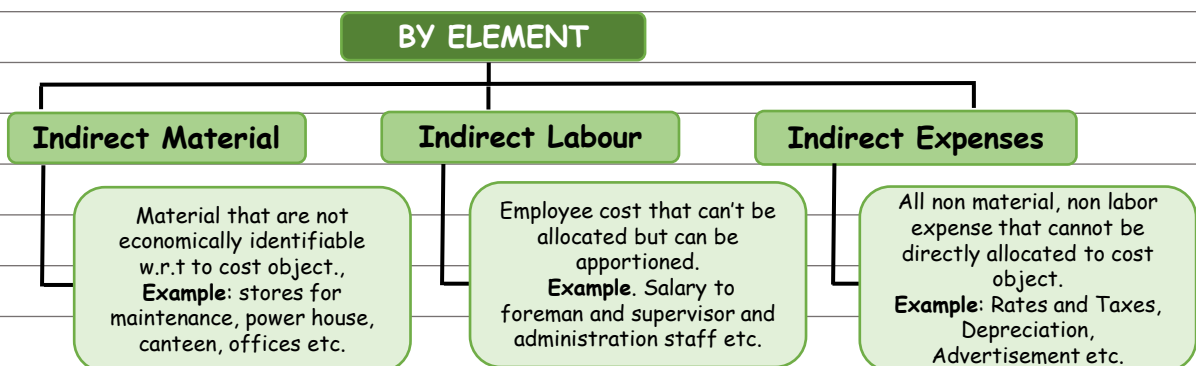 BY ELEMENT
Indirect Material
Indirect Labour
Indirect Expenses
Material that are not
economically identifiable
w.r.t to cost object.,
Example: stores for
maintenance, power house,
canteen, offices etc.
Employee cost that can't be
allocated but can be
apportioned.
Example. Salary to
foreman and supervisor and
administration staff etc.
All non material, non labor
expense that cannot be
directly allocated to cost
object.
Example: Rates and Taxes,
Depreciation,
Advertisement etc.